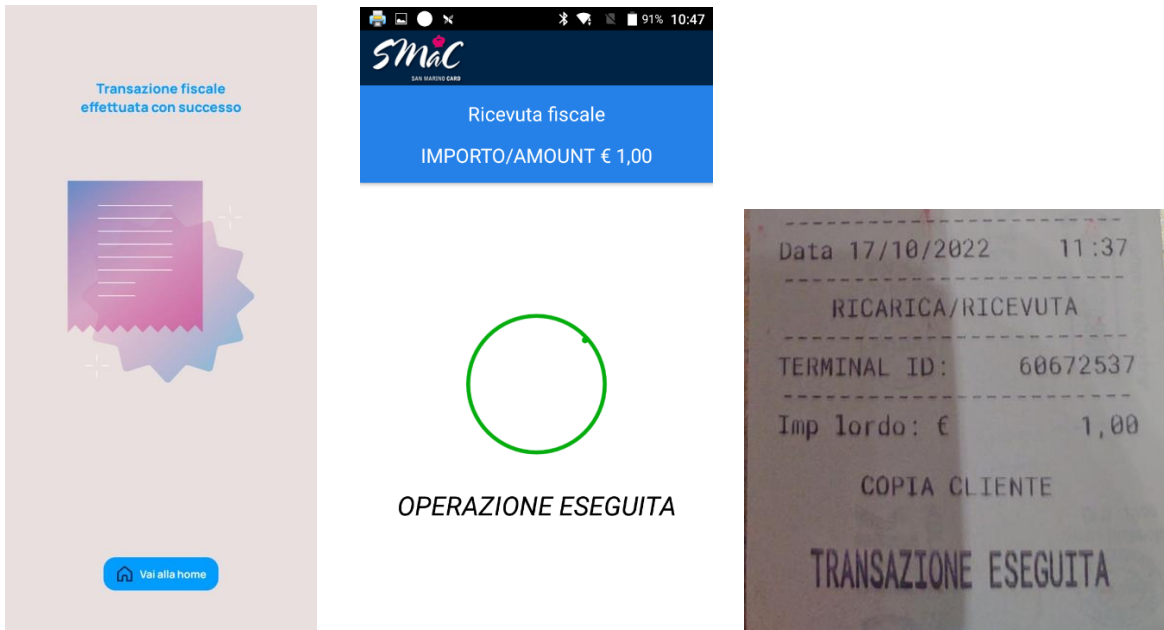 Transazione fiscale
effettuata con successo
Vai alla home
91% 10:47
SMaC
SAN MARINO CARD
Ricevuta fiscale
IMPORTO/AMOUNT € 1,00
OPERAZIONE ESEGUITA
Data 17/10/2022 11:37
RICARICA/RICEVUTA
TERMINAL ID: 60672537
Imp lordo: € 1,00
COPIA CLIENTE
TRANSAZIONE ESEGUITA